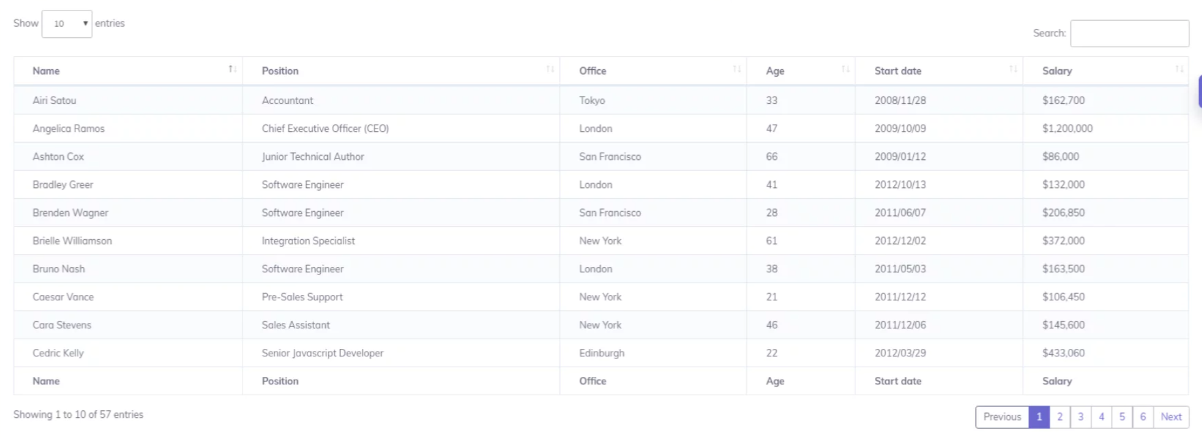 Show 10 entries
Search:
Name Position Office Age Start date Salary
Airi Satou Accountant Tokyo 33 2008/11/28 $162,700
Angelica Ramos Chief Executive Officer (CEO) London 47 2009/10/09 $1,200,000
Ashton Cox Junior Technical Author San Francisco 66 2009/01/12 $86,000
Bradley Greer Software Engineer London 41 2012/10/13 $132,000
Brenden Wagner Software Engineer San Francisco 28 2011/06/07 $206,850
Brielle Williamson Integration Specialist New York 61 2012/12/02 $372,000
Bruno Nash Software Engineer London 38 2011/05/03 $163,500
Caesar Vance Pre-Sales Support New York 21 2011/12/12 $106,450
Cara Stevens Sales Assistant New York 46 2011/12/06 $145,600
Cedric Kelly Senior Javascript Developer Edinburgh 22 2012/03/29 $433,060
Name Position Office Age Start date Salary
Showing 1 to 10 of 57 entries
Previous 1 2 3 4 5 6 Next